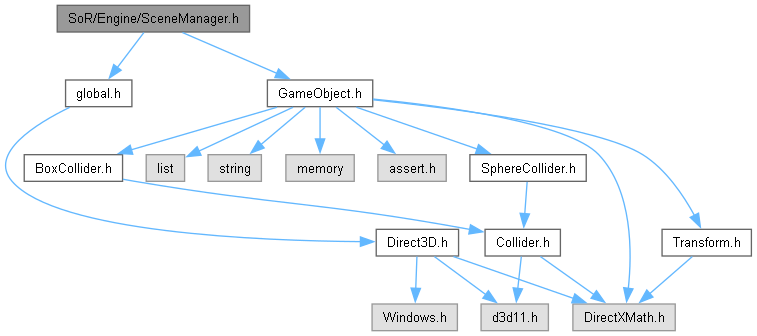 SoR/Engine/SceneManager.h
global.h
GameObject.h
BoxCollider.h
list
string
memory
assert.h
SphereCollider.h
Direct3D.h
Collider.h
Transform.h
Windows.h
d3d11.h
DirectXMath.h